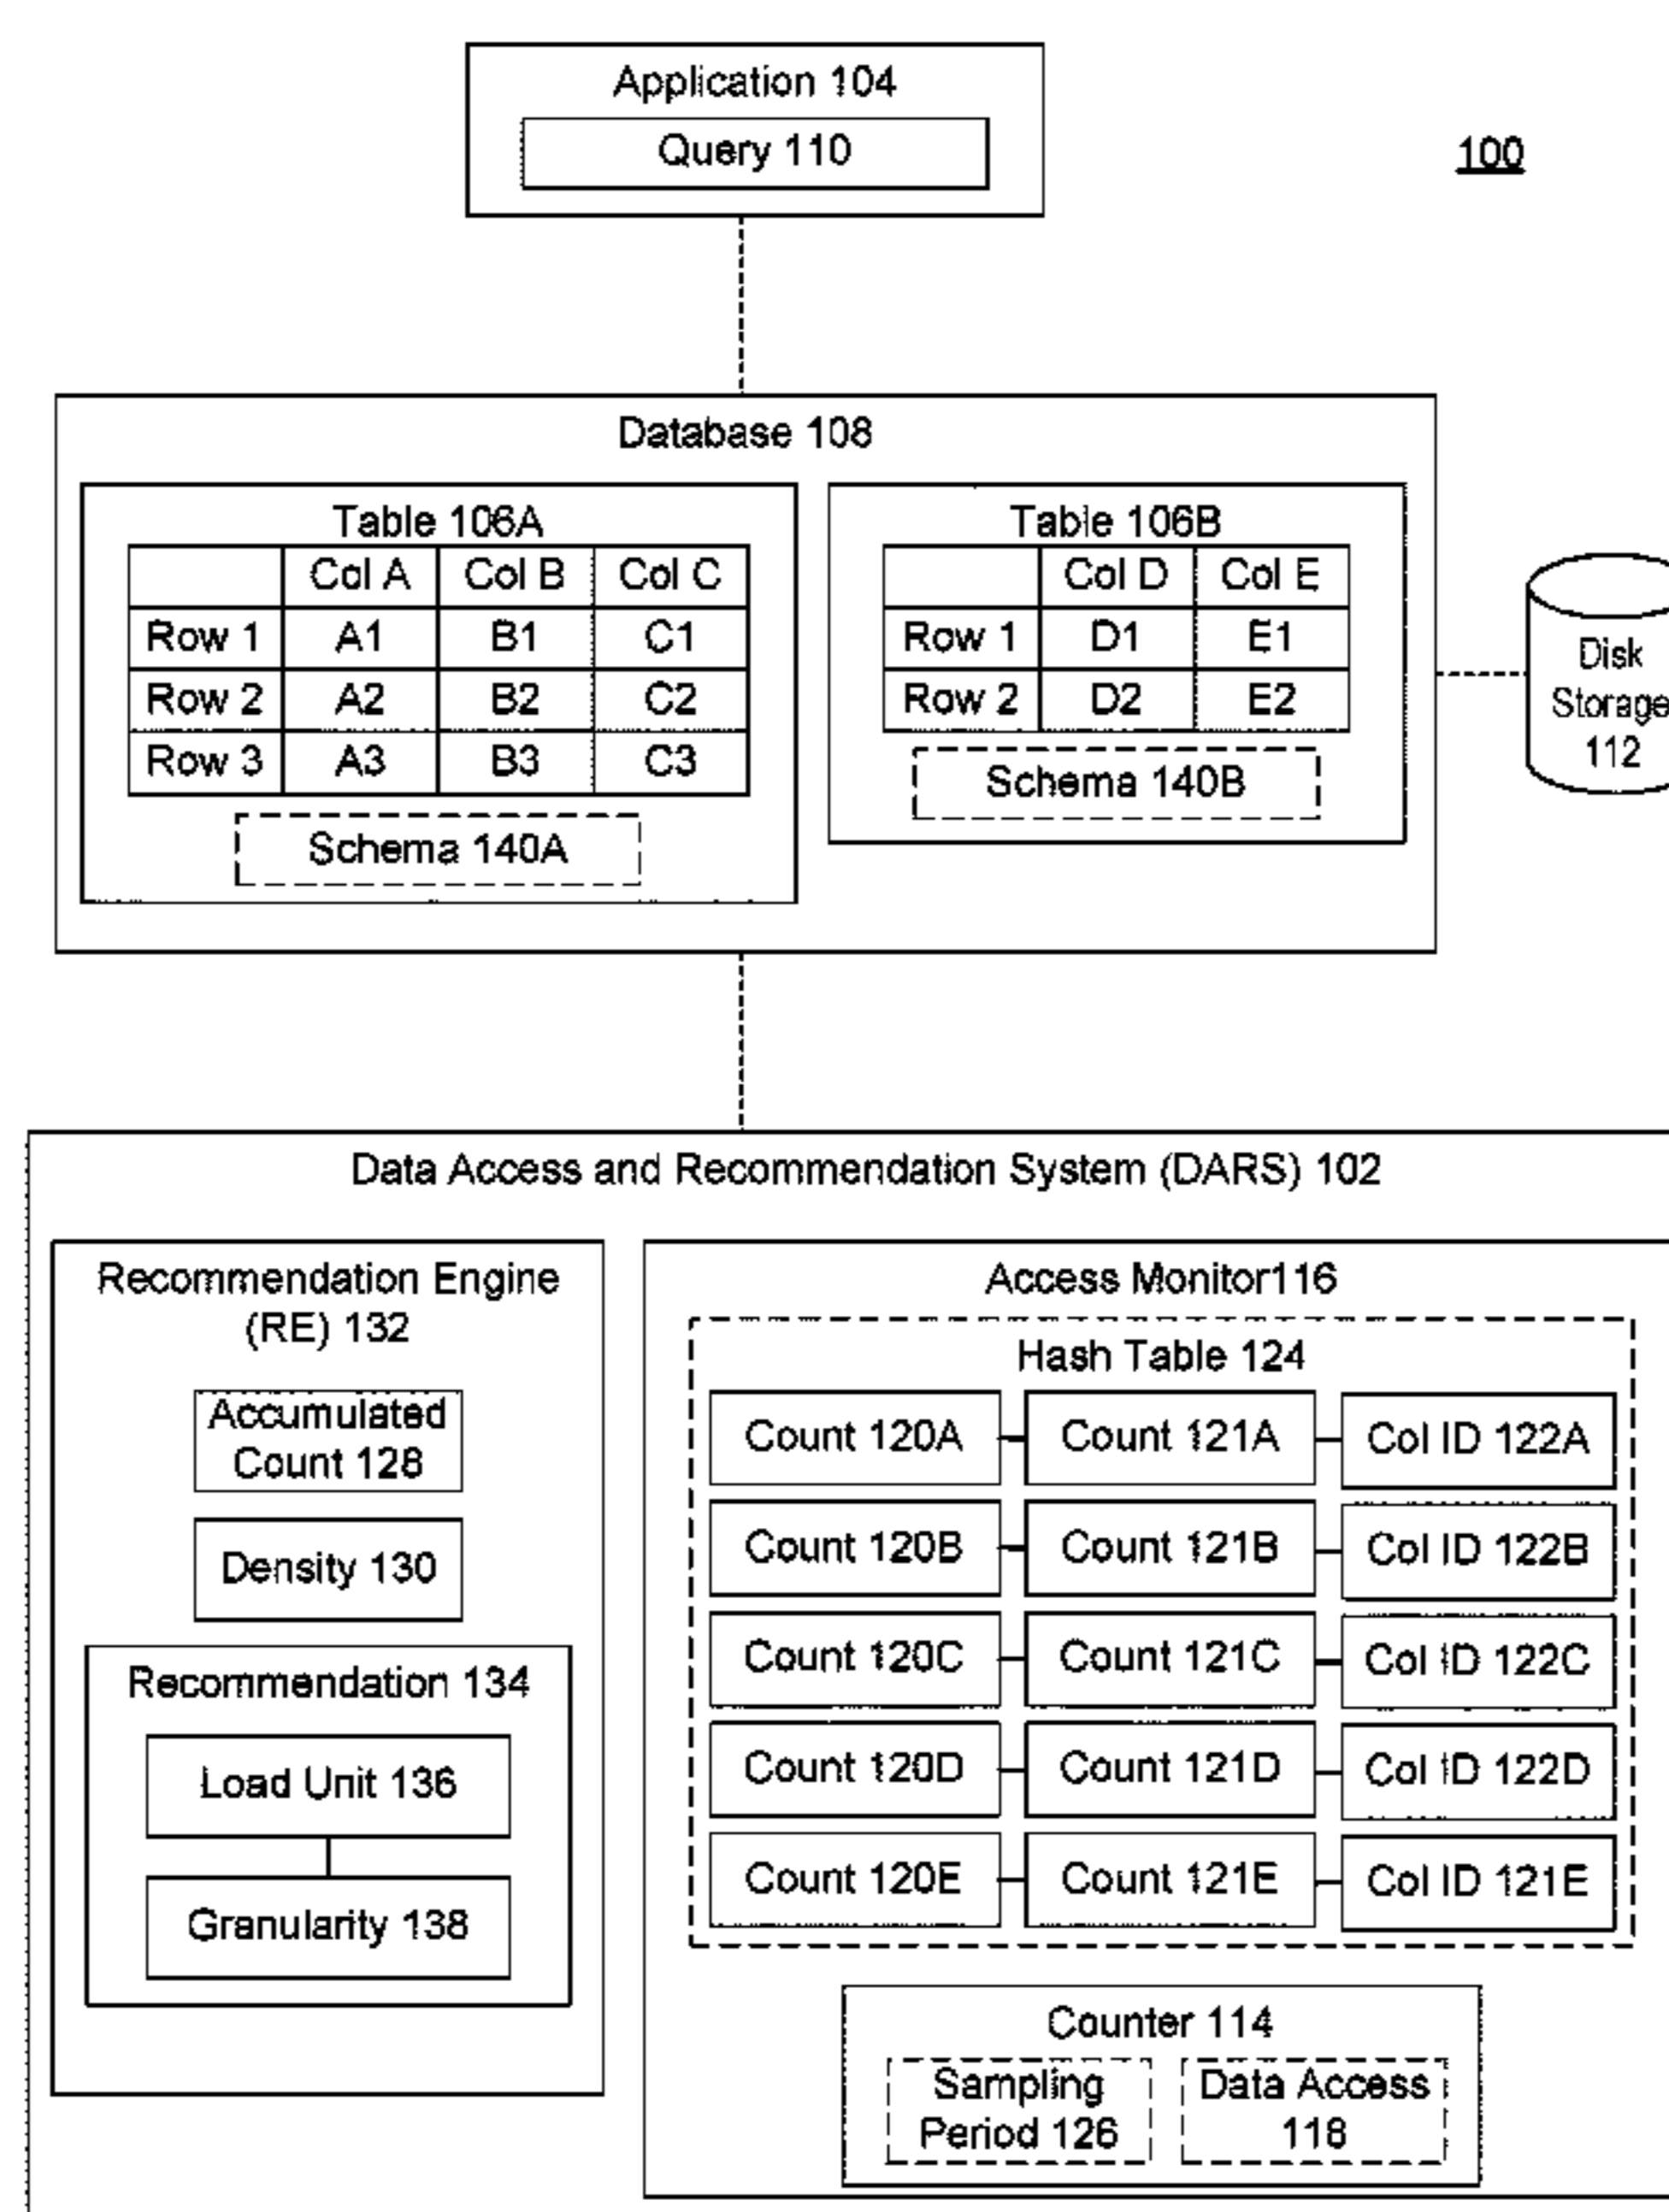 Application 104
Query 110
100
Database 108
Table 106A
Col A Col B Col C
Row 1 A1 B1 C1
Row 2 A2 B2 C2
Row 3 A3 B3 C3
Schema 140A
Table 106B
Col D Col E
Row 1 D1 E1
Row 2 D2 E2
Schema 140B
Disk
Storage
112
Data Access and Recommendation System (DARS) 102
Recommendation Engine
(RE) 132
Accumulated
Count 128
Density 130
Recommendation 134
Load Unit 136
Granularity 138
Access Monitor116
Hash Table 124
Count 120A Count 121A Col ID 122A
Count 120B Count 121B Col ID 122B
Count 120C Count 121C Col ID 122C
Count 120D Count 121D Col ID 122D
Count 120E Count 121E Col ID 121E
Counter 114
Sampling
Period 126
Data Access
118